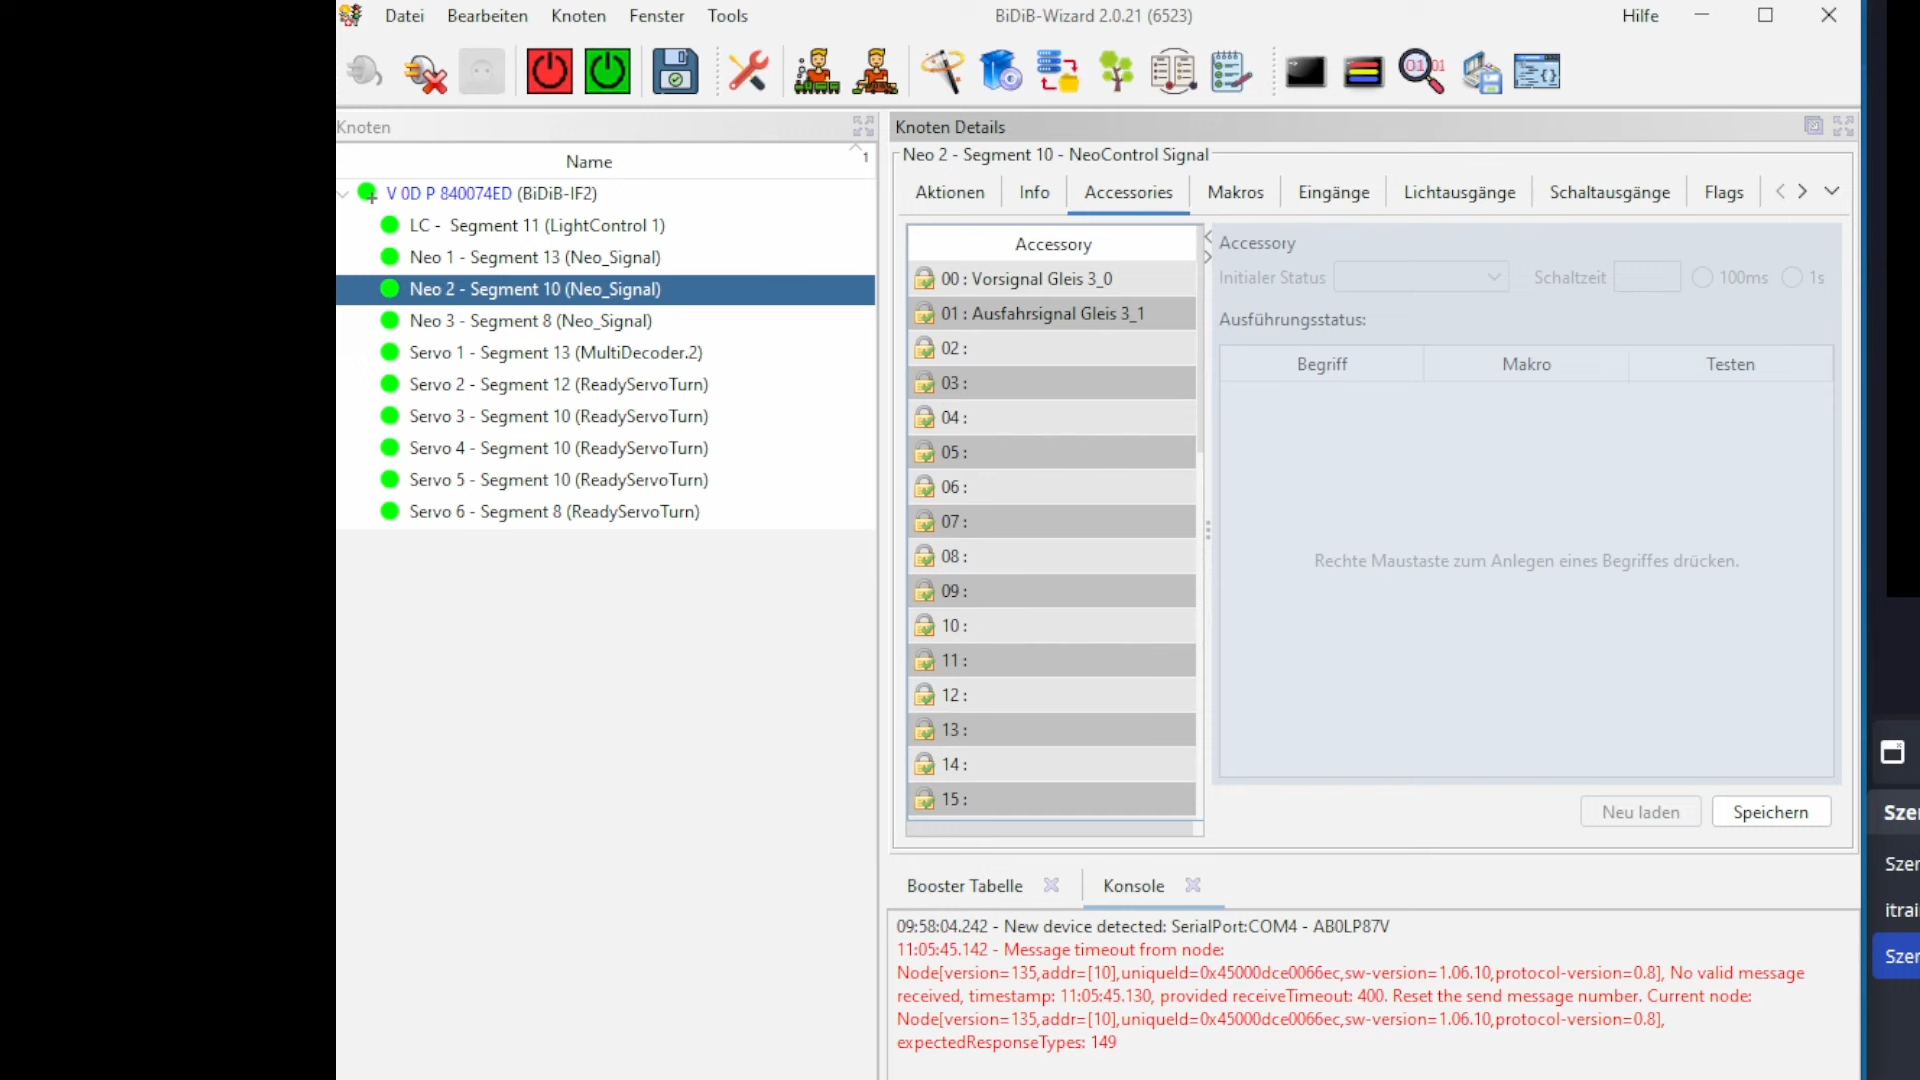 Datei Bearbeiten Knoten Fenster Tools
BiDiB-Wizard 2.0.21 (6523)
Hilfe
Knoten
Name
1
V 0D P 840074ED (BiDiB-IF2)
LC - Segment 11 (LightControl 1)
Neo 1 - Segment 13 (Neo_Signal)
Neo 2 - Segment 10 (Neo_Signal)
Neo 3 - Segment 8 (Neo_Signal)
Servo 1 - Segment 13 (MultiDecoder.2)
Servo 2 - Segment 12 (ReadyServoTurn)
Servo 3 - Segment 10 (ReadyServoTurn)
Servo 4 - Segment 10 (ReadyServoTurn)
Servo 5 - Segment 10 (ReadyServoTurn)
Servo 6 - Segment 8 (ReadyServoTurn)
Knoten Details
Neo 2 - Segment 10 - NeoControl Signal
Aktionen Info Accessories Makros Eingänge Lichtausgänge Schaltausgänge Flags
Accessory
00 : Vorsignal Gleis 3_0
01 : Ausfahrsignal Gleis 3_1
02 :
03 :
04 :
05 :
06 :
07 :
08 :
09 :
10 :
11 :
12 :
13 :
14 :
15 :
Accessory
Initialer Status Schaltzeit 100ms 1s
Ausführungsstatus:
Begriff Makro Testen
Rechte Maustaste zum Anlegen eines Begriffes drücken.
Neu laden Speichern
Booster Tabelle Konsole
09:58:04.242 - New device detected: SerialPort:COM4 - AB0LP87V
11:05:45.142 - Message timeout from node:
Node[version=135,addr=[10],uniqueId=0x45000dce0066ec,sw-version=1.06.10,protocol-version=0.8], No valid message
received, timestamp: 11:05:45.130, provided receiveTimeout: 400. Reset the send message number. Current node:
Node[version=135,addr=[10],uniqueId=0x45000dce0066ec,sw-version=1.06.10,protocol-version=0.8],
expectedResponseTypes: 149
Szer
Szer
itrai
Szer